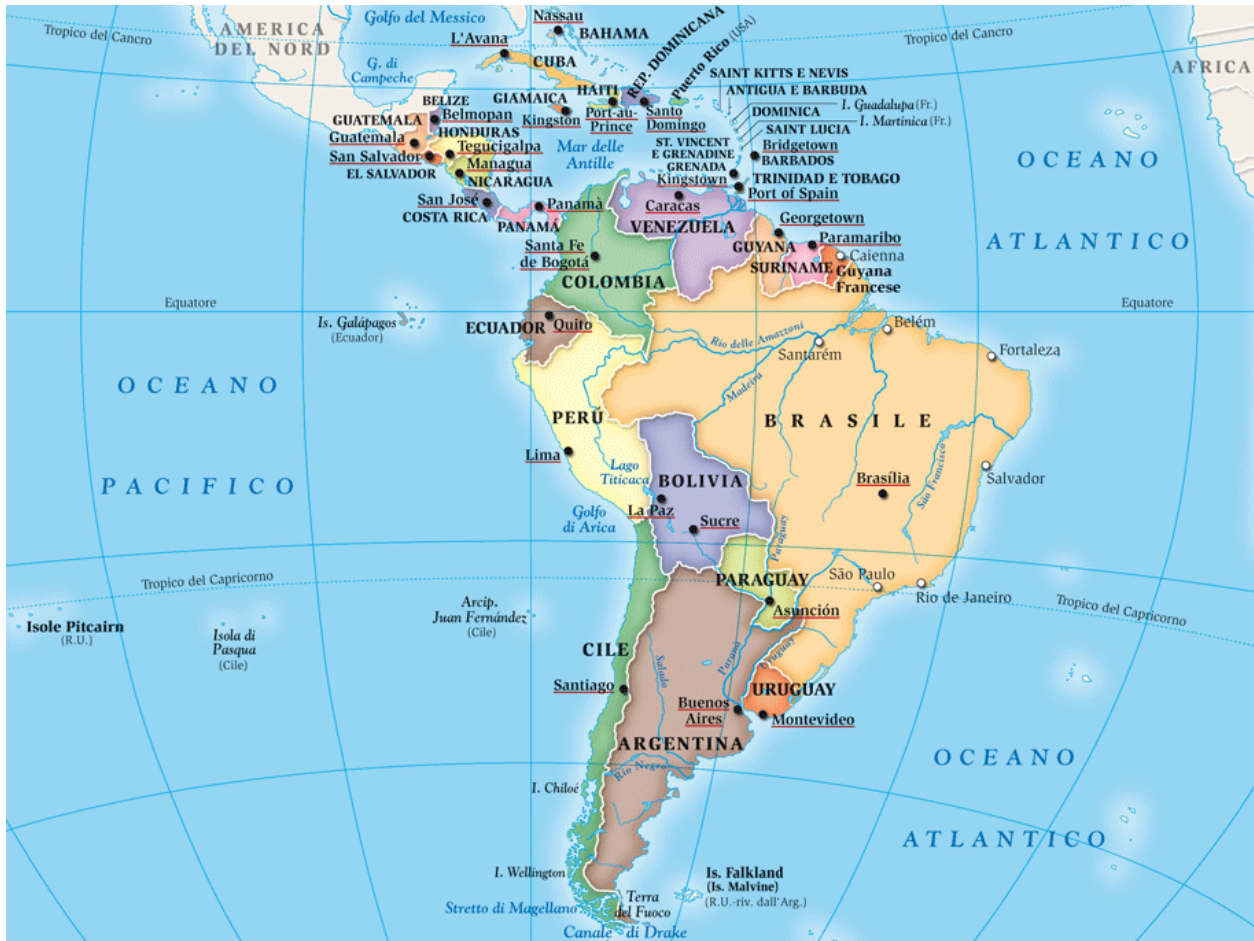 Golfo del Messico
Nassau
Tropico del Cancro
AMERICA
DEL NORD
L'Avana
BAHAMA
REP. DOMINICANA
Puerto Rico (USA)
Tropico del Cancro
G. di
Campeche
CUBA
AFRICA
SAINT KITTS E NEVIS
ANTIGUA E BARBUDA
HAITI
BELIZE
GIAMAICA
Belmopan
Kingston
Port-au-
Prince
Santo
Domingo
DOMINICA
I. Guadalupa (Fr.)
I. Martinica (Fr.)
GUATEMALA
Guatemala
HONDURAS
Tegucigalpa
SAINT LUCIA
Bridgetown
BARBADOS
ST. VINCENT
E GRENADINE
GRENADA
Kingstown
Mar delle
Antille
San Salvador
EL SALVADOR
Managua
NICARAGUA
TRINIDAD E TOBAGO
Port of Spain
OCEANO
ATLANTICO
San José
COSTA RICA
Panamà
PANAMÁ
Caracas
VENEZUELA
Georgetown
GUYANA
Paramaribo
SURINAME
Caienna
Guyana
Francese
Santa Fe
de Bogotá
COLOMBIA
Equatore
Equatore
Is. Galápagos
(Ecuador)
ECUADOR
Quito
Rio delle Amazzoni
Belém
Santarém
Fortaleza
OCEANO
PACIFICO
Madeira
PERÚ
BRASILE
Lima
Lago
Titicaca
BOLIVIA
Brasília
São Francisco
Salvador
Golfo
di Arica
La Paz
Sucre
Paraguay
Tropico del Capricorno
PARAGUAY
São Paulo
Rio de Janeiro
Tropico del Capricorno
Asunción
Isole Pitcairn
(R.U.)
Isola di
Pasqua
(Cile)
Arcip.
Juan Fernández
(Cile)
CILE
Salado
Paraná
Uruguay
Santiago
URUGUAY
Buenos
Aires
Montevideo
ARGENTINA
OCEANO
ATLANTICO
Rio Negro
I. Chiloé
I. Wellington
Is. Falkland
(Is. Malvine)
(R.U.-riv. dall'Arg.)
Terra
del Fuoco
Stretto di Magellano
Canale di Drake